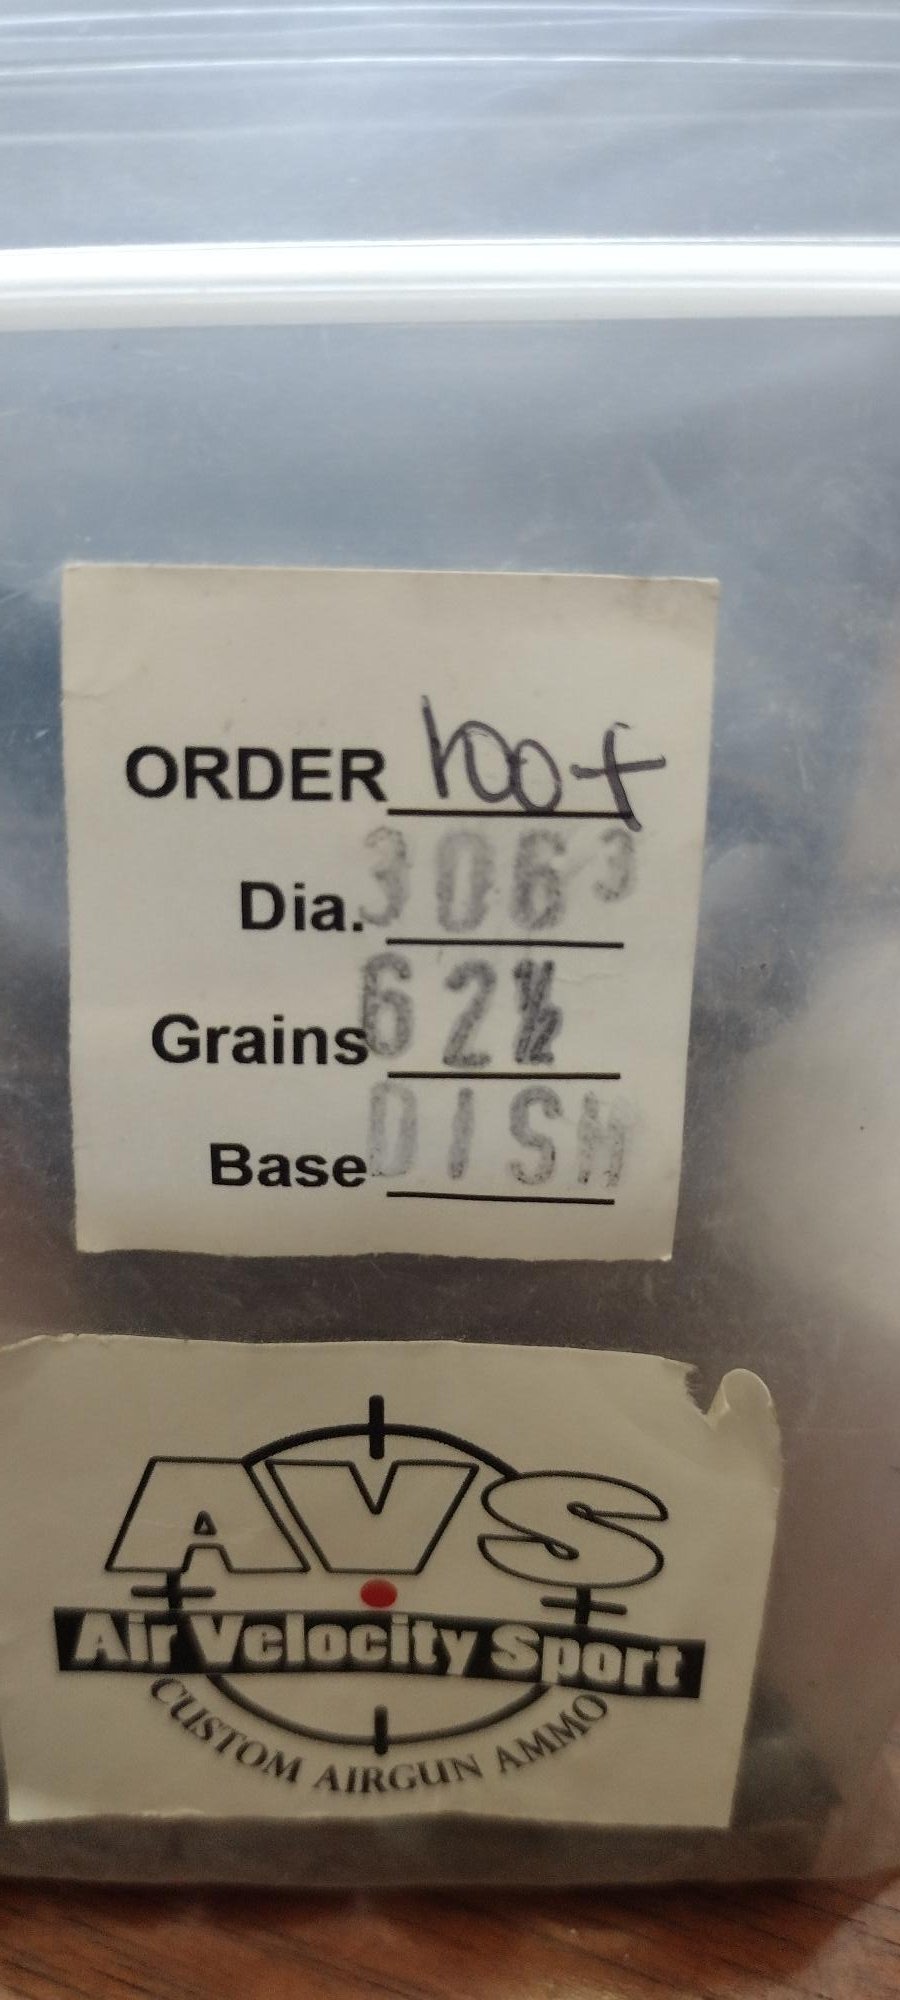 ORDER 100+
Dia. 3063
Grains 62½
Base DISH
AVS
Air Velocity Sport
CUSTOM AIRGUN AMMO